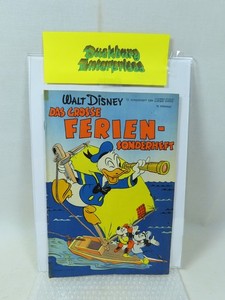 Duckburg
Enterprises
WALT DISNEY
DAS GROSSE
FERIEN-
SONDERHEFT